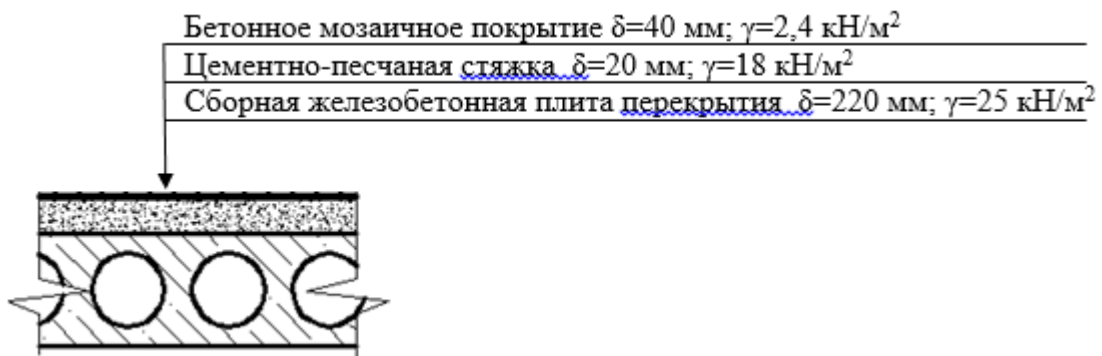 Бетонное мозаичное покрытие δ=40 мм; γ=2,4 кН/м²
Цементно-песчаная стяжка δ=20 мм; γ=18 кН/м²
Сборная железобетонная плита перекрытия δ=220 мм; γ=25 кН/м²